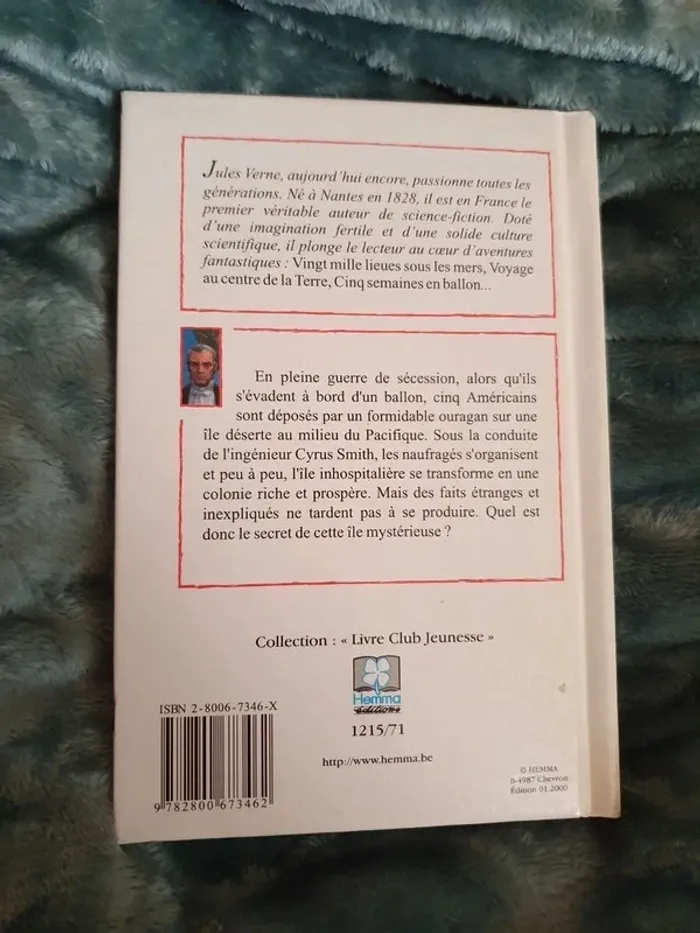 Jules Verne, aujourd'hui encore, passionne toutes les
générations. Né à Nantes en 1828, il est en France le
premier véritable auteur de science-fiction. Doté
d'une imagination fertile et d'une solide culture
scientifique, il plonge le lecteur au cœur d'aventures
fantastiques : Vingt mille lieues sous les mers, Voyage
au centre de la Terre, Cinq semaines en ballon...
En pleine guerre de sécession, alors qu'ils
s'évadent à bord d'un ballon, cinq Américains
sont déposés par un formidable ouragan sur une
île déserte au milieu du Pacifique. Sous la conduite
de l'ingénieur Cyrus Smith, les naufragés s'organisent
et peu à peu, l'île inhospitalière se transforme en une
colonie riche et prospère. Mais des faits étranges et
inexpliqués ne tardent pas à se produire. Quel est
donc le secret de cette île mystérieuse ?
Collection : « Livre Club Jeunesse »
Hemma
éditions
1215/71
http://www.hemma.be
ISBN 2-8006-7346-X
9 782800 673462
© HEMMA
B-4987 Chevron
Édition 01.2000